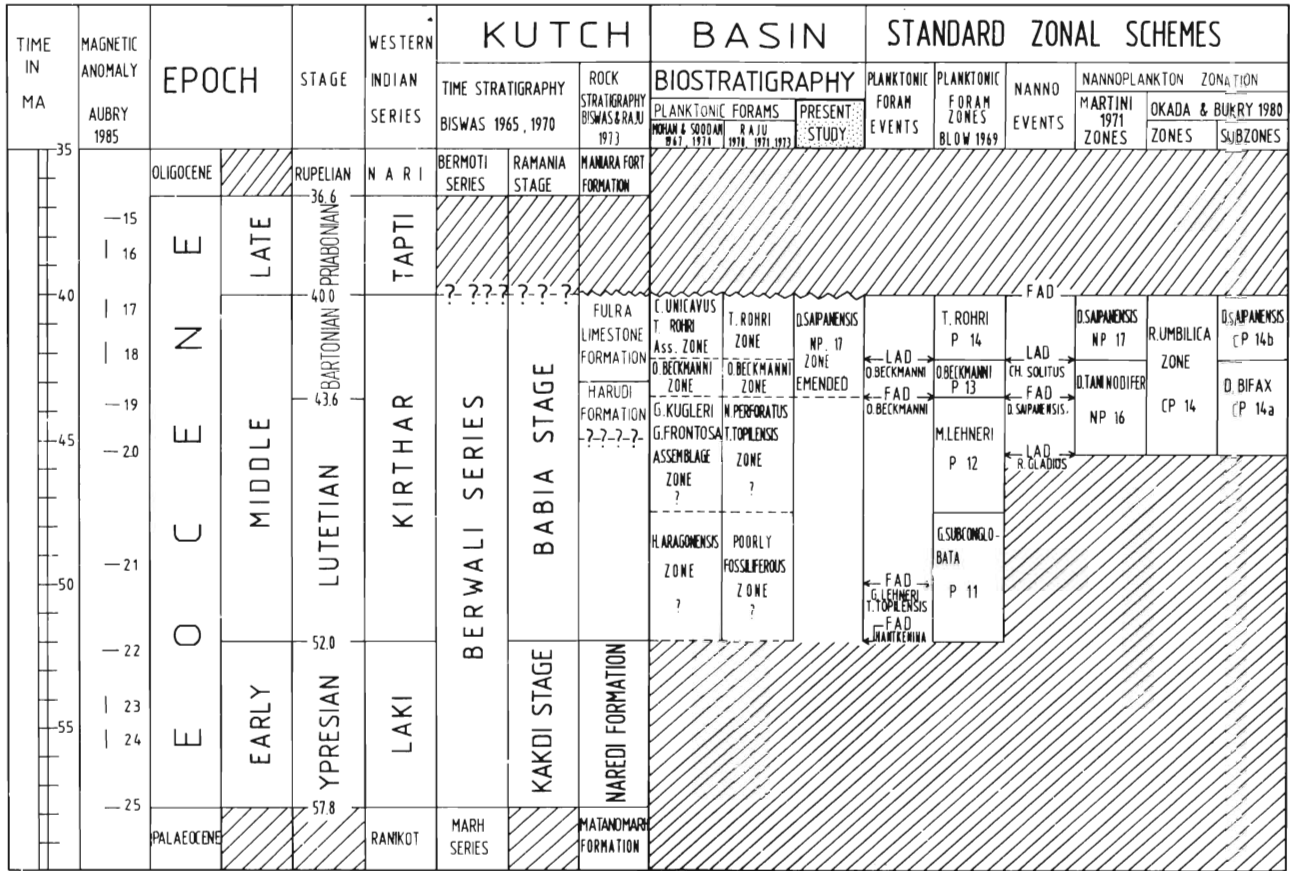 TIME
IN
MA
MAGNETIC
ANOMALY
AUBRY
1985
EPOCH
STAGE
WESTERN
INDIAN
SERIES
KUTCH BASIN
TIME STRATIGRAPHY
BISWAS 1965, 1970
ROCK
STRATIGRAPHY
BISWAS & RAJU
1973
BIOSTRATIGRAPHY
PLANKTONIC FORAMS
MOHAN & SOODAN
1967, 1970
RAJU
1970, 1971, 1973
PRESENT
STUDY
STANDARD ZONAL SCHEMES
PLANKTONIC
FORAM
EVENTS
PLANKTONIC
FORAM
ZONES
BLOW 1969
NANNO
EVENTS
NANNOPLANKTON ZONATION
MARTINI
1971
ZONES
OKADA & BUKRY 1980
ZONES
SUBZONES
35
40
45
50
55
15
16
17
18
19
20
21
22
23
24
25
OLIGOCENE
EOCENE
PALAEOCENE
LATE
MIDDLE
EARLY
RUPELIAN
36.6
PRIABONIAN
40.0
BARTONIAN
43.6
LUTETIAN
52.0
YPRESIAN
57.8
NARI
TAPTI
KIRTHAR
LAKI
RANIKOT
BERMOTI
SERIES
? ? ? ?
BERWALI SERIES
MARH
SERIES
RAMANIA
STAGE
? ? ?
BABIA STAGE
KAKDI STAGE
MANIARA FORT
FORMATION
FULRA
LIMESTONE
FORMATION
HARUDI
FORMATION
-?-?-?-?-
NAREDI FORMATION
MATANOMARH
FORMATION
C. UNICAVUS
T. ROHRI
Ass. ZONE
O. BECKMANNI
ZONE
G. KUGLERI
G. FRONTOSA
ASSEMBLAGE
ZONE
?
H. ARAGONENSIS
ZONE
?
T. ROHRI
ZONE
O. BECKMANNI
ZONE
N. PERFORATUS
T. TOPILENSIS
ZONE
?
POORLY
FOSSILIFEROUS
ZONE
?
D. SAIPANENSIS
NP. 17
ZONE
EMENDED
LAD
O. BECKMANNI
FAD
O. BECKMANNI
FAD
G. LEHNERI
T. TOPILENSIS
FAD
HANTKENINA
T. ROHRI
P 14
O. BECKMANNI
P 13
M. LEHNERI
P 12
G. SUBCONGLO-
BATA
P 11
FAD
LAD
CH. SOLITUS
FAD
D. SAIPANENSIS.
LAD
R. GLADIUS
D. SAIPANENSIS
NP 17
D. TANI NODIFER
NP 16
R. UMBILICA
ZONE
CP 14
D. SAIPANENSIS
CP 14b
D. BIFAX
CP 14a